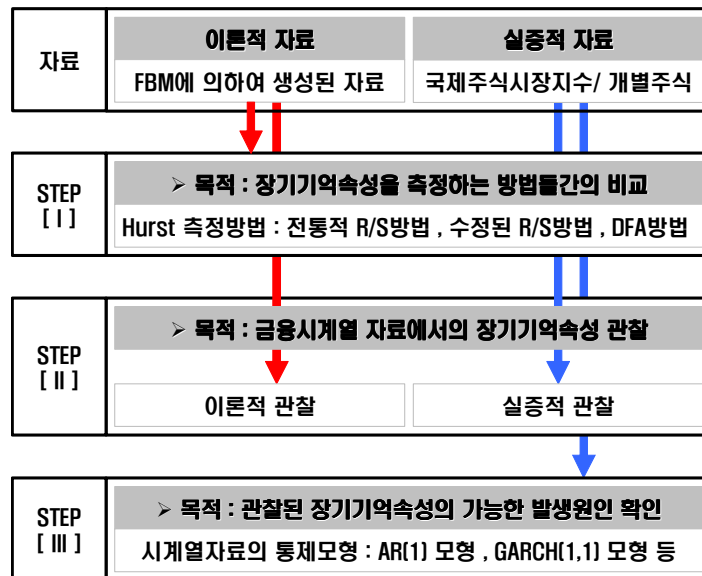 자료
이론적 자료
실증적 자료
FBM에 의하여 생성된 자료
국제주식시장지수/ 개별주식
STEP
[ I ]
➢ 목적 : 장기기억속성을 측정하는 방법들간의 비교
Hurst 측정방법 : 전통적 R/S방법 , 수정된 R/S방법 , DFA방법
STEP
[ II ]
➢ 목적 : 금융시계열 자료에서의 장기기억속성 관찰
이론적 관찰
실증적 관찰
STEP
[ III ]
➢ 목적 : 관찰된 장기기억속성의 가능한 발생원인 확인
시계열자료의 통제모형 : AR(1) 모형 , GARCH(1,1) 모형 등